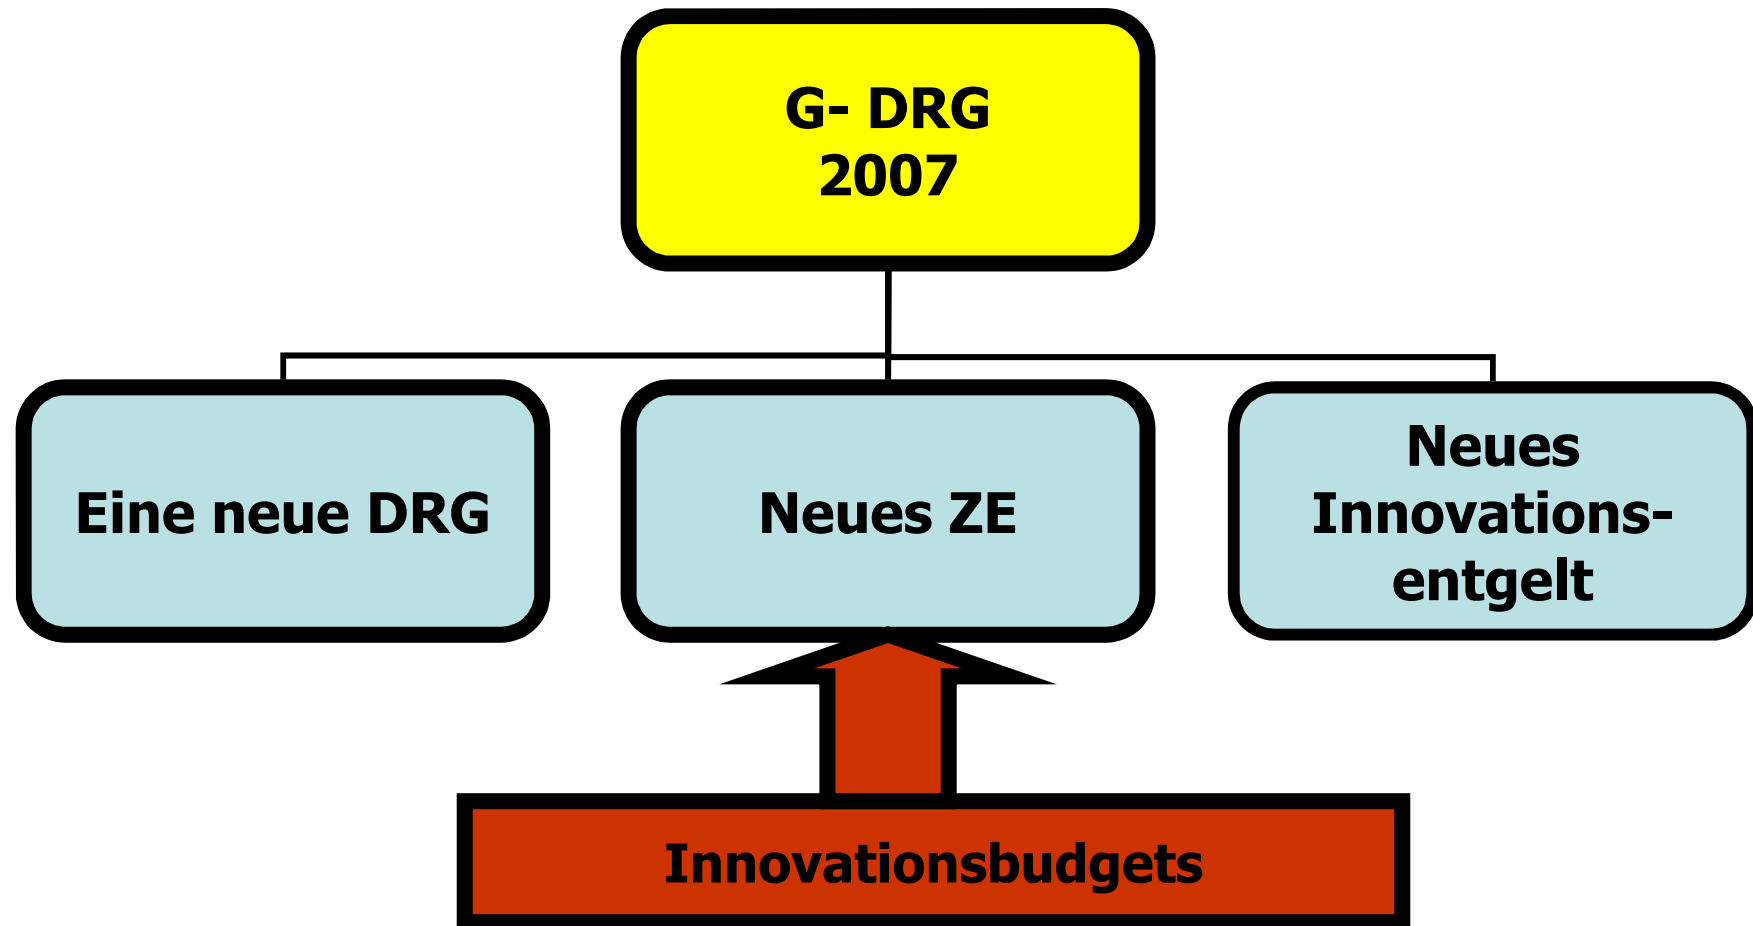 G- DRG
2007
Eine neue DRG
Neues ZE
Neues
Innovations-
entgelt
Innovationsbudgets